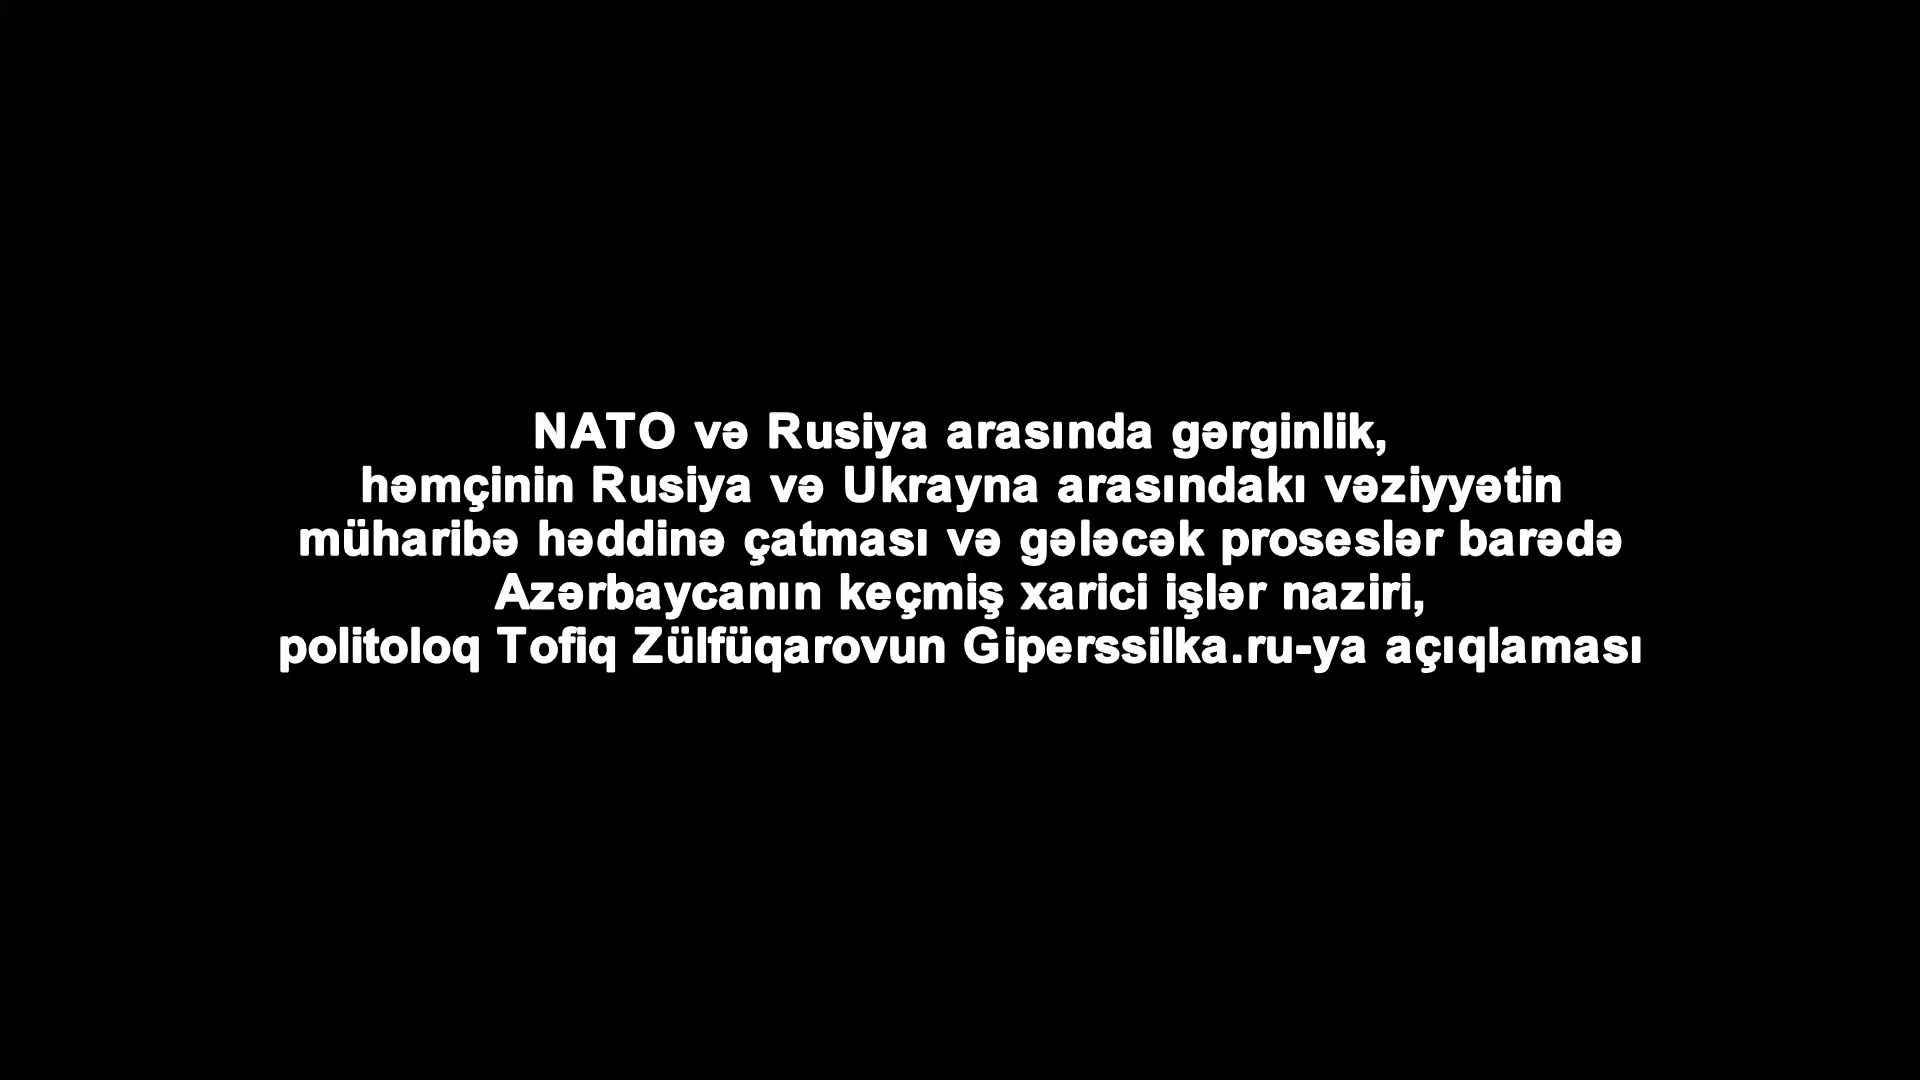 NATO və Rusiya arasında gərginlik,
həmçinin Rusiya və Ukrayna arasındakı vəziyyətin
müharibə həddinə çatması və gələcək proseslər barədə
Azərbaycanın keçmiş xarici işlər naziri,
politoloq Tofiq Zülfüqarovun Giperssilka.ru-ya açıqlaması